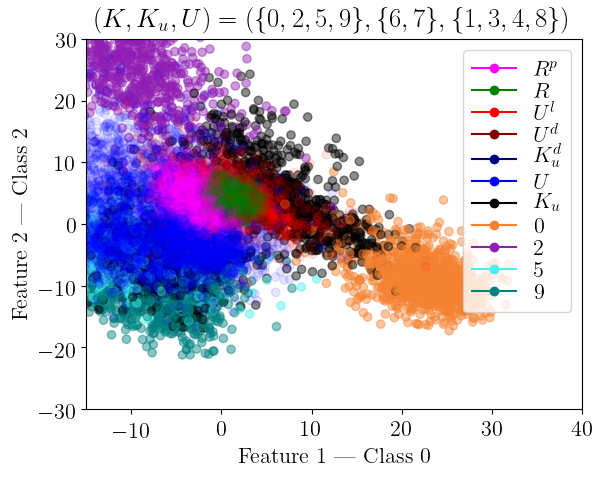 (K, K_u, U) = ({0, 2, 5, 9}, {6, 7}, {1, 3, 4, 8})
30
20
10
0
−10
−20
−30
Feature 2 — Class 2
R^p
R
U^l
U^d
K_u^d
U
K_u
0
2
5
9
−10
0
10
20
30
40
Feature 1 — Class 0